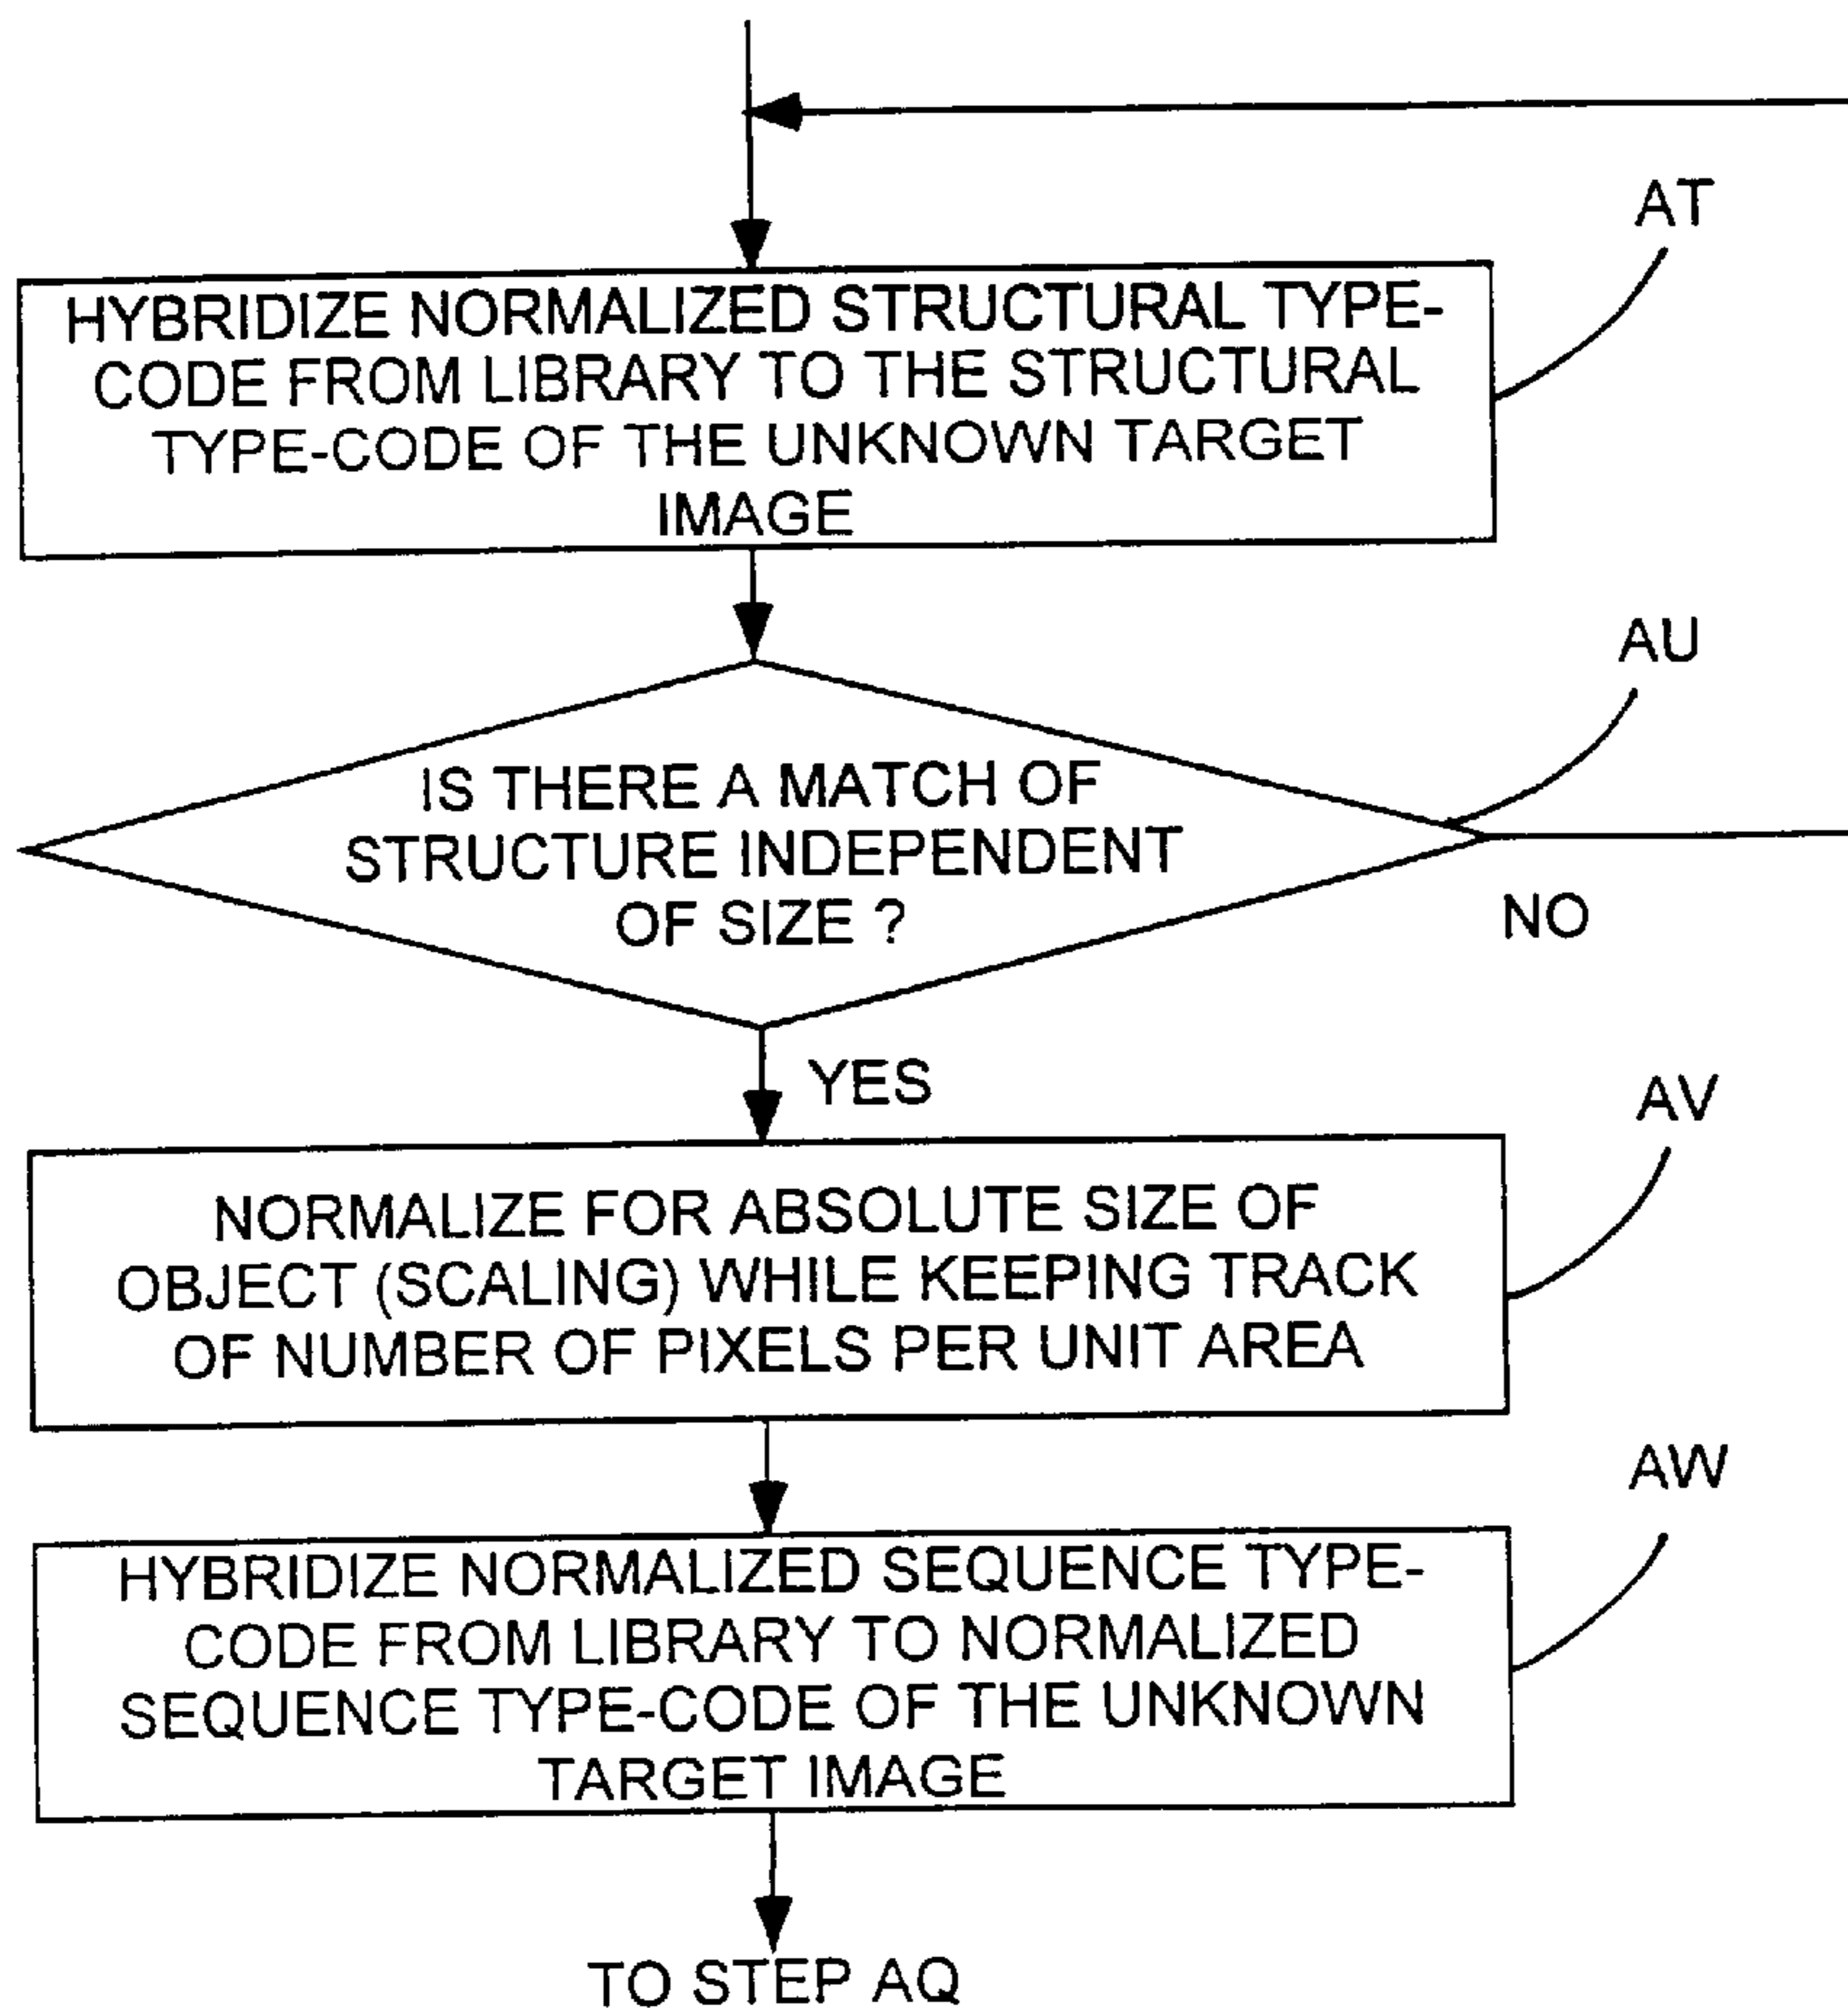 AT
HYBRIDIZE NORMALIZED STRUCTURAL TYPE-
CODE FROM LIBRARY TO THE STRUCTURAL
TYPE-CODE OF THE UNKNOWN TARGET
IMAGE
AU
IS THERE A MATCH OF
STRUCTURE INDEPENDENT
OF SIZE ?
NO
YES
AV
NORMALIZE FOR ABSOLUTE SIZE OF
OBJECT (SCALING) WHILE KEEPING TRACK
OF NUMBER OF PIXELS PER UNIT AREA
AW
HYBRIDIZE NORMALIZED SEQUENCE TYPE-
CODE FROM LIBRARY TO NORMALIZED
SEQUENCE TYPE-CODE OF THE UNKNOWN
TARGET IMAGE
TO STEP AQ